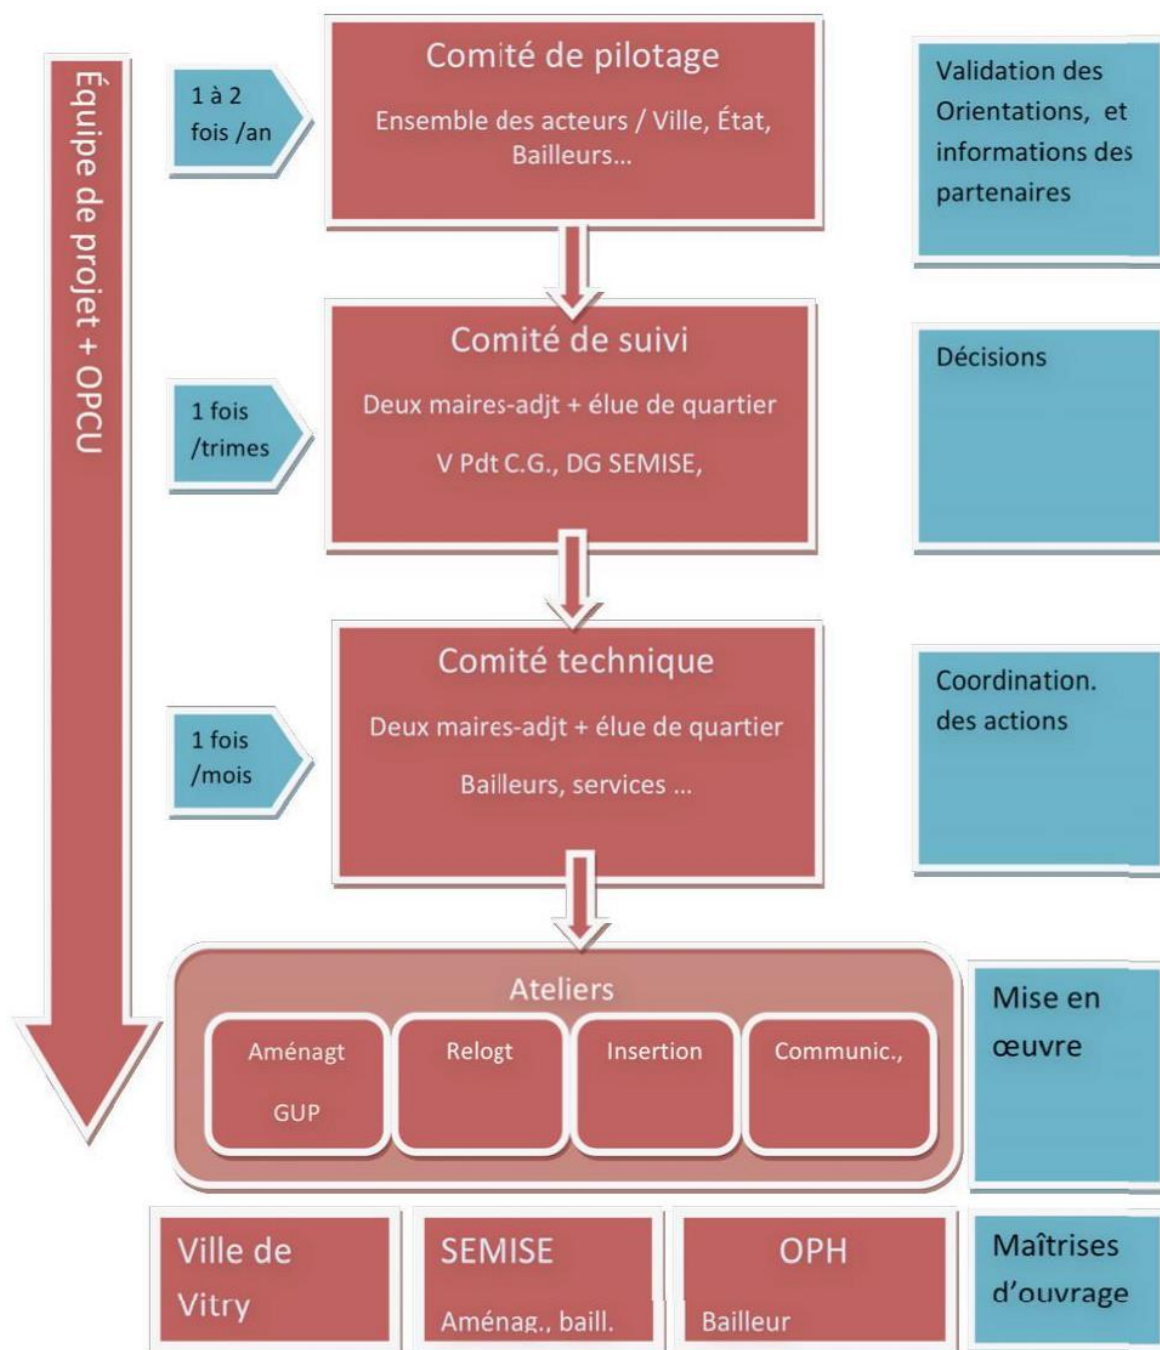 Équipe de projet + OPCU
1 à 2
fois /an
Comité de pilotage
Ensemble des acteurs / Ville, État,
Bailleurs...
Validation des
Orientations, et
informations des
partenaires
1 fois
/trimes
Comité de suivi
Deux maires-adjt + élue de quartier
V Pdt C.G., DG SEMISE,
Décisions
1 fois
/mois
Comité technique
Deux maires-adjt + élue de quartier
Bailleurs, services ...
Coordination.
des actions
Ateliers
Aménagt
GUP
Relogt
Insertion
Communic.,
Mise en
œuvre
Ville de
Vitry
SEMISE
Aménag., baill.
OPH
Bailleur
Maîtrises
d’ouvrage